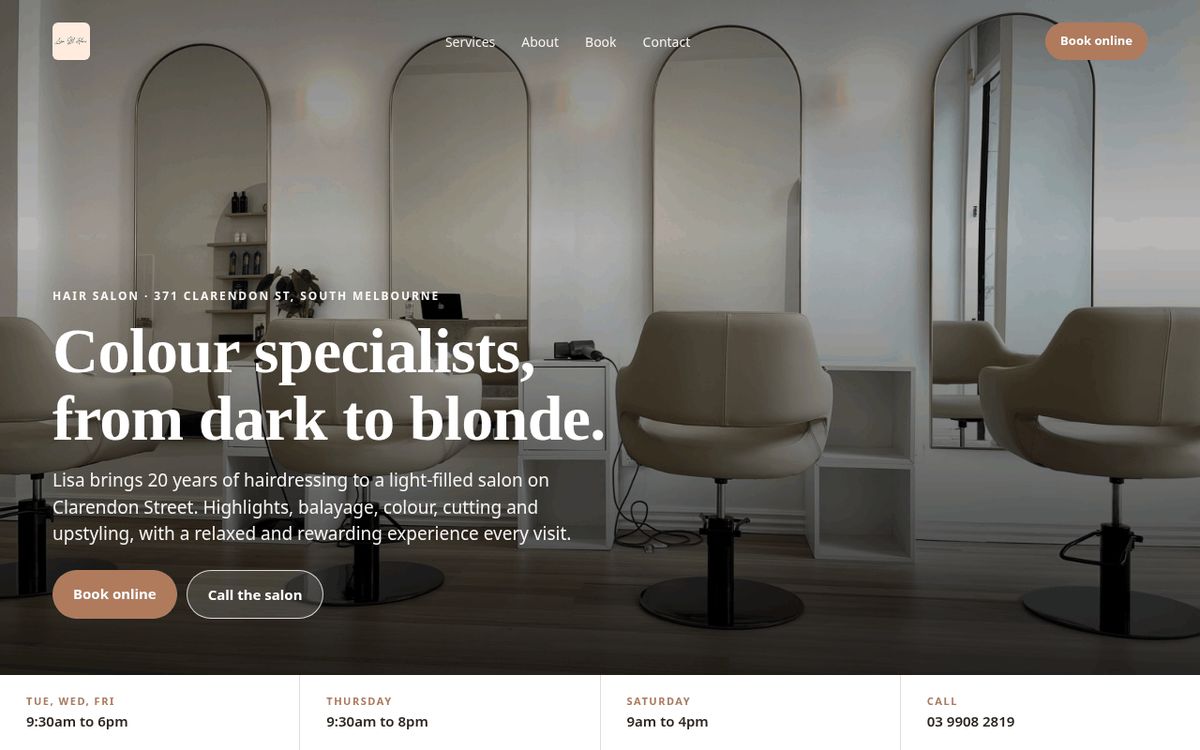 Services
About
Book
Contact
Book online
HAIR SALON · 371 CLARENDON ST, SOUTH MELBOURNE
Colour specialists,
from dark to blonde.
Lisa brings 20 years of hairdressing to a light-filled salon on
Clarendon Street. Highlights, balayage, colour, cutting and
upstyling, with a relaxed and rewarding experience every visit.
Book online
Call the salon
TUE, WED, FRI
9:30am to 6pm
THURSDAY
9:30am to 8pm
SATURDAY
9am to 4pm
CALL
03 9908 2819